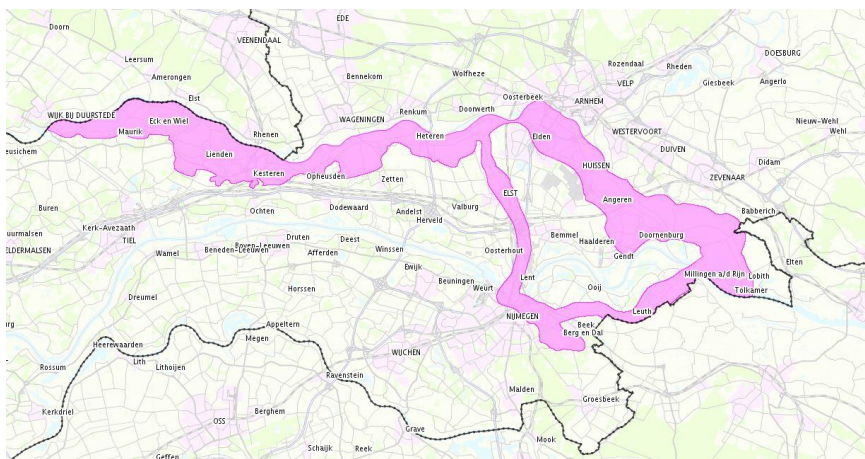 Doorn
EDE
VEENENDAAL
Leersum
DOESBURG
Rozendaal
Rheden
Wolfheze
Bennekom
Amerongen
VELP
Giesbeek
Angerlo
Elst
Oosterbeek
ARNHEM
Renkum
Doorwerth
WIJK BIJ DUURSTEDE
Eck en Wiel
WAGENINGEN
Nieuw-Wehl
Maurik
Rhenen
Heteren
Elden
WESTERVOORT
Wehl
Lienden
DUIVEN
Didam
HUISSEN
Kesteren
Opheusden
Zetten
ZEVENAAR
ELST
Angeren
Buren
Ochten
Dodewaard
Andelst
Valburg
Babberich
Herveld
Kerk-Avezaath
TIEL
Druten
Deest
Bemmel
Haalderen
Doornenburg
Boven-Leeuwen
Beneden-Leeuwen
Winssen
Oosterhout
Wamel
Afferden
Gendt
Elten
Ewijk
Lent
Millingen a/d Rijn
Lobith
Horssen
Beuningen
Weurt
Ooij
Tolkamer
Dreumel
Leuth
NIJMEGEN
Appeltern
Beek
Megen
Berg en Dal
Heerewaarden
WIJCHEN
Lith
Lithoijen
Rossum
Ravenstein
Malden
Groesbeek
Kerkdriel
Berghem
OSS
Grave
Mook
Schaijk
Reek
Geffen